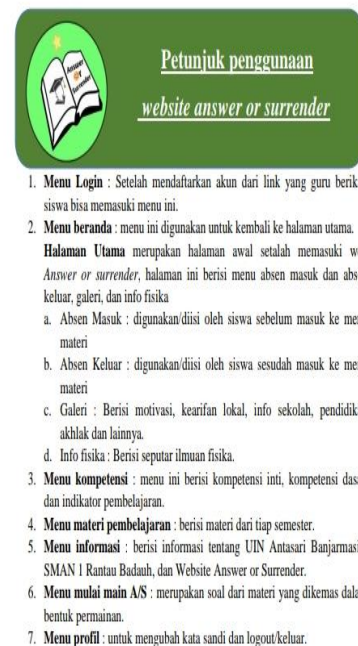 Answer
or
Surrender
Petunjuk penggunaan
website answer or surrender
1. Menu Login : Setelah mendaftarkan akun dari link yang guru berik
siswa bisa memasuki menu ini.
2. Menu beranda : menu ini digunakan untuk kembali ke halaman utama.
Halaman Utama merupakan halaman awal setalah memasuki we
Answer or surrender, halaman ini berisi menu absen masuk dan abs
keluar, galeri, dan info fisika
a. Absen Masuk : digunakan/diisi oleh siswa sebelum masuk ke me
materi
b. Absen Keluar : digunakan/diisi oleh siswa sesudah masuk ke me
materi
c. Galeri : Berisi motivasi, kearifan lokal, info sekolah, pendidik
akhlak dan lainnya.
d. Info fisika : Berisi seputar ilmuan fisika.
3. Menu kompetensi : menu ini berisi kompetensi inti, kompetensi das
dan indikator pembelajaran.
4. Menu materi pembelajaran : berisi materi dari tiap semester.
5. Menu informasi : berisi informasi tentang UIN Antasari Banjarmas
SMAN 1 Rantau Badauh, dan Website Answer or Surrender.
6. Menu mulai main A/S : merupakan soal dari materi yang dikemas dala
bentuk permainan.
7. Menu profil : untuk mengubah kata sandi dan logout/keluar.